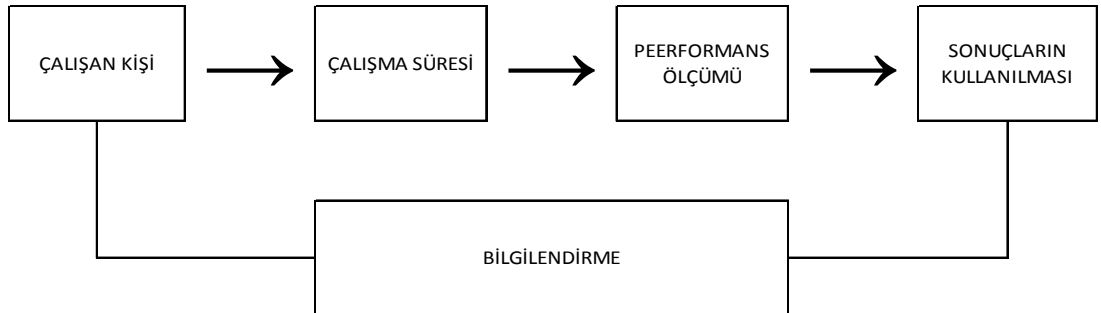 ÇALIŞAN KİŞİ
ÇALIŞMA SÜRESİ
PEERFORMANS
ÖLÇÜMÜ
SONUÇLARIN
KULLANILMASI
BİLGİLENDİRME